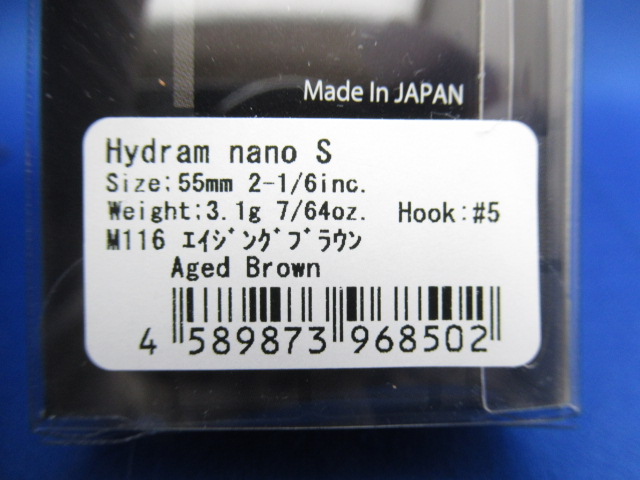 Made In JAPAN
Hydram nano S
Size:55mm 2-1/6inc.
Weight:3.1g 7/64oz. Hook:#5
M116 ｴｲｼﾞﾝｸﾞﾌﾞﾗｳﾝ
Aged Brown
4 589873 968502